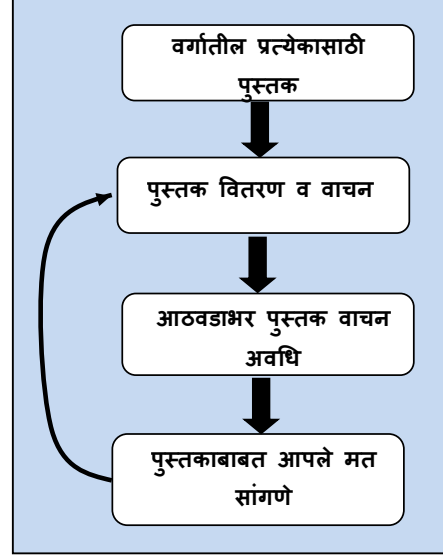 वर्गातील प्रत्येकासाठी
पुस्तक
पुस्तक वितरण व वाचन
आठवडाभर पुस्तक वाचन
अवधि
पुस्तकाबाबत आपले मत
सांगणे